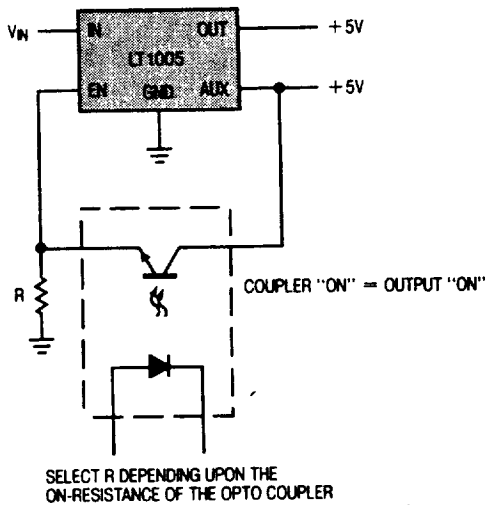 VIN
IN
OUT
+5V
LT1005
EN
GND
AUX
+5V
R
COUPLER "ON" = OUTPUT "ON"
SELECT R DEPENDING UPON THE
ON-RESISTANCE OF THE OPTO COUPLER